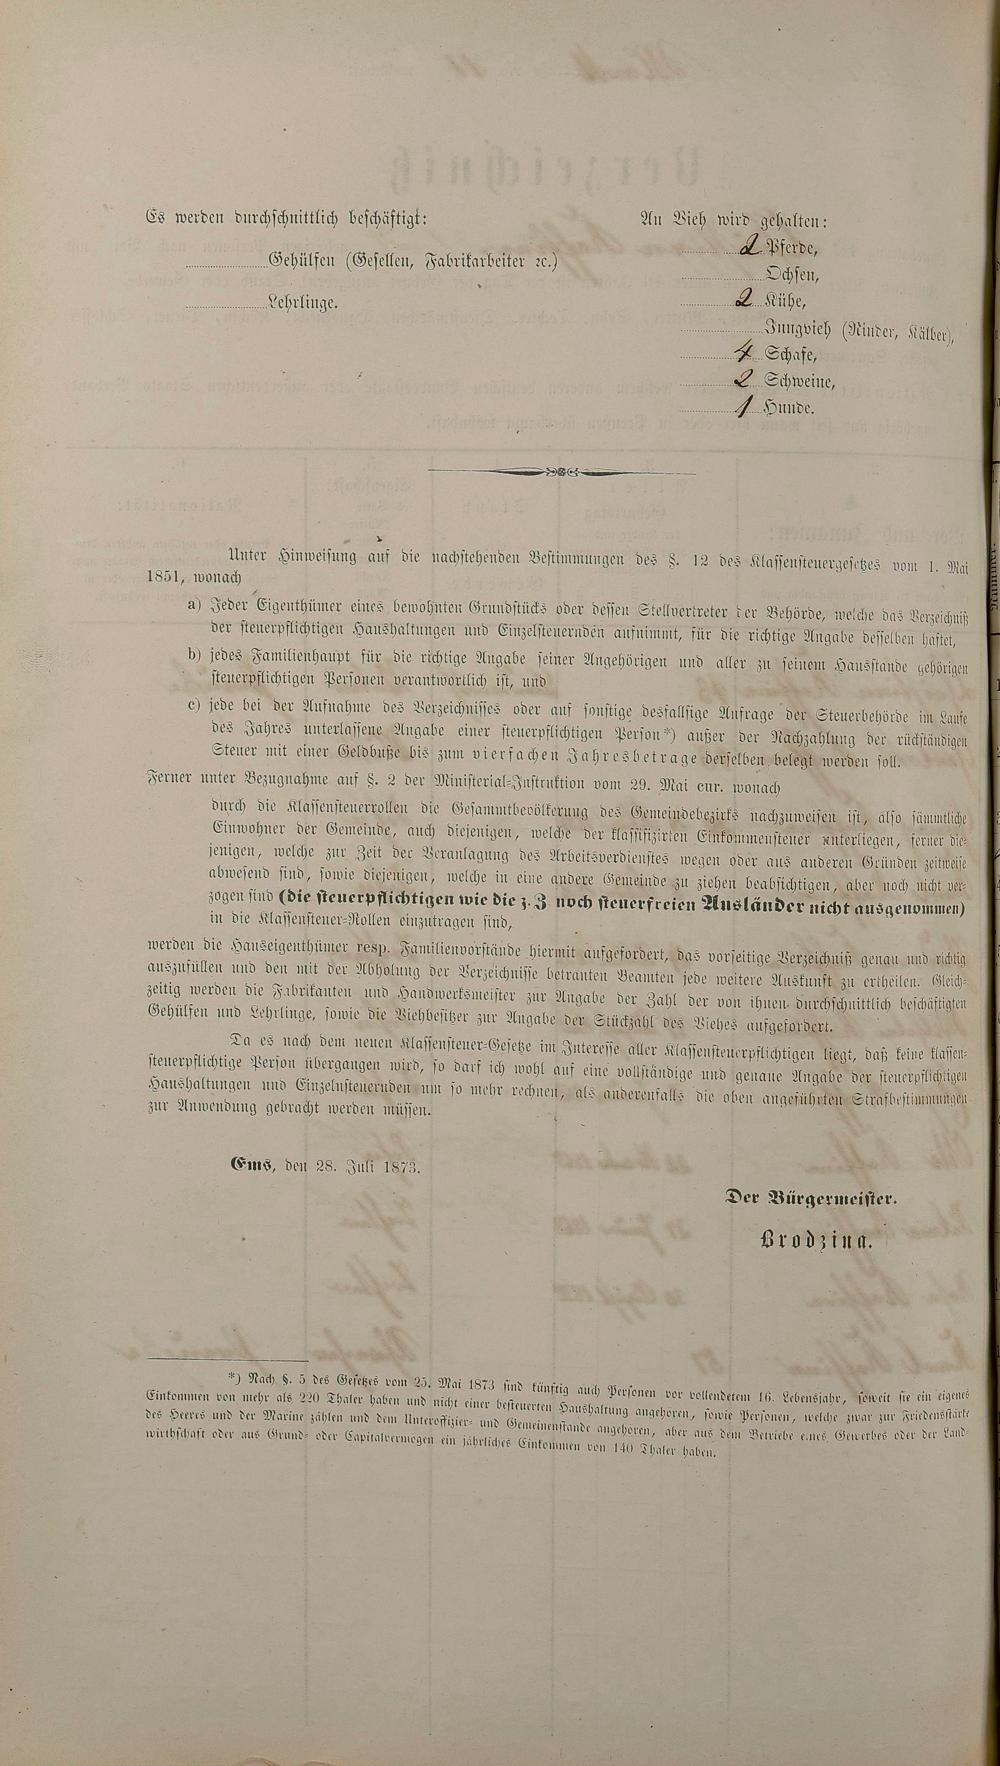 Es werden durchschnittlich beschäftigt:
Gehülfen (Gesellen, Fabrikarbeiter ꝛc.)
Lehrlinge.
An Vieh wird gehalten:
2 Pferde,
Ochsen,
2 Kühe,
Jungvieh (Rinder, Kälber),
4 Schafe,
2 Schweine,
1 Hunde.
Unter Hinweisung auf die nachstehenden Bestimmungen des §. 12 des Klassensteuergesetzes vom 1. Mai
1851, wonach
a) Jeder Eigenthümer eines bewohnten Grundstücks oder dessen Stellvertreter der Behörde, welche das Verzeichniß
der steuerpflichtigen Haushaltungen und Einzelsteuernden aufnimmt, für die richtige Angabe desselben haftet,
b) jedes Familienhaupt für die richtige Angabe seiner Angehörigen und aller zu seinem Hausstande gehörigen
steuerpflichtigen Personen verantwortlich ist, und
c) jede bei der Aufnahme des Verzeichnisses oder auf sonstige desfallsige Anfrage der Steuerbehörde im Laufe
des Jahres unterlassene Angabe einer steuerpflichtigen Person*) außer der Nachzahlung der rückständigen
Steuer mit einer Geldbuße bis zum vierfachen Jahresbetrage derselben belegt werden soll.
Ferner unter Bezugnahme auf §. 2 der Ministerial-Instruktion vom 29. Mai cur. wonach
durch die Klassensteuerrollen die Gesammtbevölkerung des Gemeindebezirks nachzuweisen ist, also sämmtliche
Einwohner der Gemeinde, auch diejenigen, welche der klassifizirten Einkommensteuer unterliegen, ferner die-
jenigen, welche zur Zeit der Veranlagung des Arbeitsverdienstes wegen oder aus anderen Gründen zeitweise
abwesend sind, sowie diejenigen, welche in eine andere Gemeinde zu ziehen beabsichtigen, aber noch nicht ver-
zogen sind (die steuerpflichtigen wie die z. Z noch steuerfreien Ausländer nicht ausgenommen)
in die Klassensteuer-Rollen einzutragen sind,
werden die Hauseigenthümer resp. Familienvorstände hiermit aufgefordert, das vorseitige Verzeichniß genau und richtig
auszufüllen und den mit der Abholung der Verzeichnisse betrauten Beamten jede weitere Auskunft zu ertheilen. Gleich-
zeitig werden die Fabrikanten und Handwerksmeister zur Angabe der Zahl der von ihnen durchschnittlich beschäftigten
Gehülfen und Lehrlinge, sowie die Viehbesitzer zur Angabe der Stückzahl des Viehes aufgefordert.
Da es nach dem neuen Klassensteuer-Gesetze im Interesse aller Klassensteuerpflichtigen liegt, daß keine klassen-
steuerpflichtige Person übergangen wird, so darf ich wohl auf eine vollständige und genaue Angabe der steuerpflichtigen
Haushaltungen und Einzelnsteuernden um so mehr rechnen, als anderenfalls die oben angeführten Strafbestimmungen
zur Anwendung gebracht werden müssen.
Ems, den 28. Juli 1873.
Der Bürgermeister.
Brodzina.
*) Nach §. 5 des Gesetzes vom 25. Mai 1873 sind künftig auch Personen vor vollendetem 16. Lebensjahr, soweit sie ein eigenes
Einkommen von mehr als 220 Thaler haben und nicht einer besteuerten Haushaltung angehören, sowie Personen, welche zwar zur Friedensstärke
des Heeres und der Marine zählen und dem Unteroffizier- und Gemeinenstande angehören, aber aus dem Betriebe eines Gewerbes oder der Land-
wirthschaft oder aus Grund- oder Capitalvermögen ein jährliches Einkommen von 140 Thaler haben.